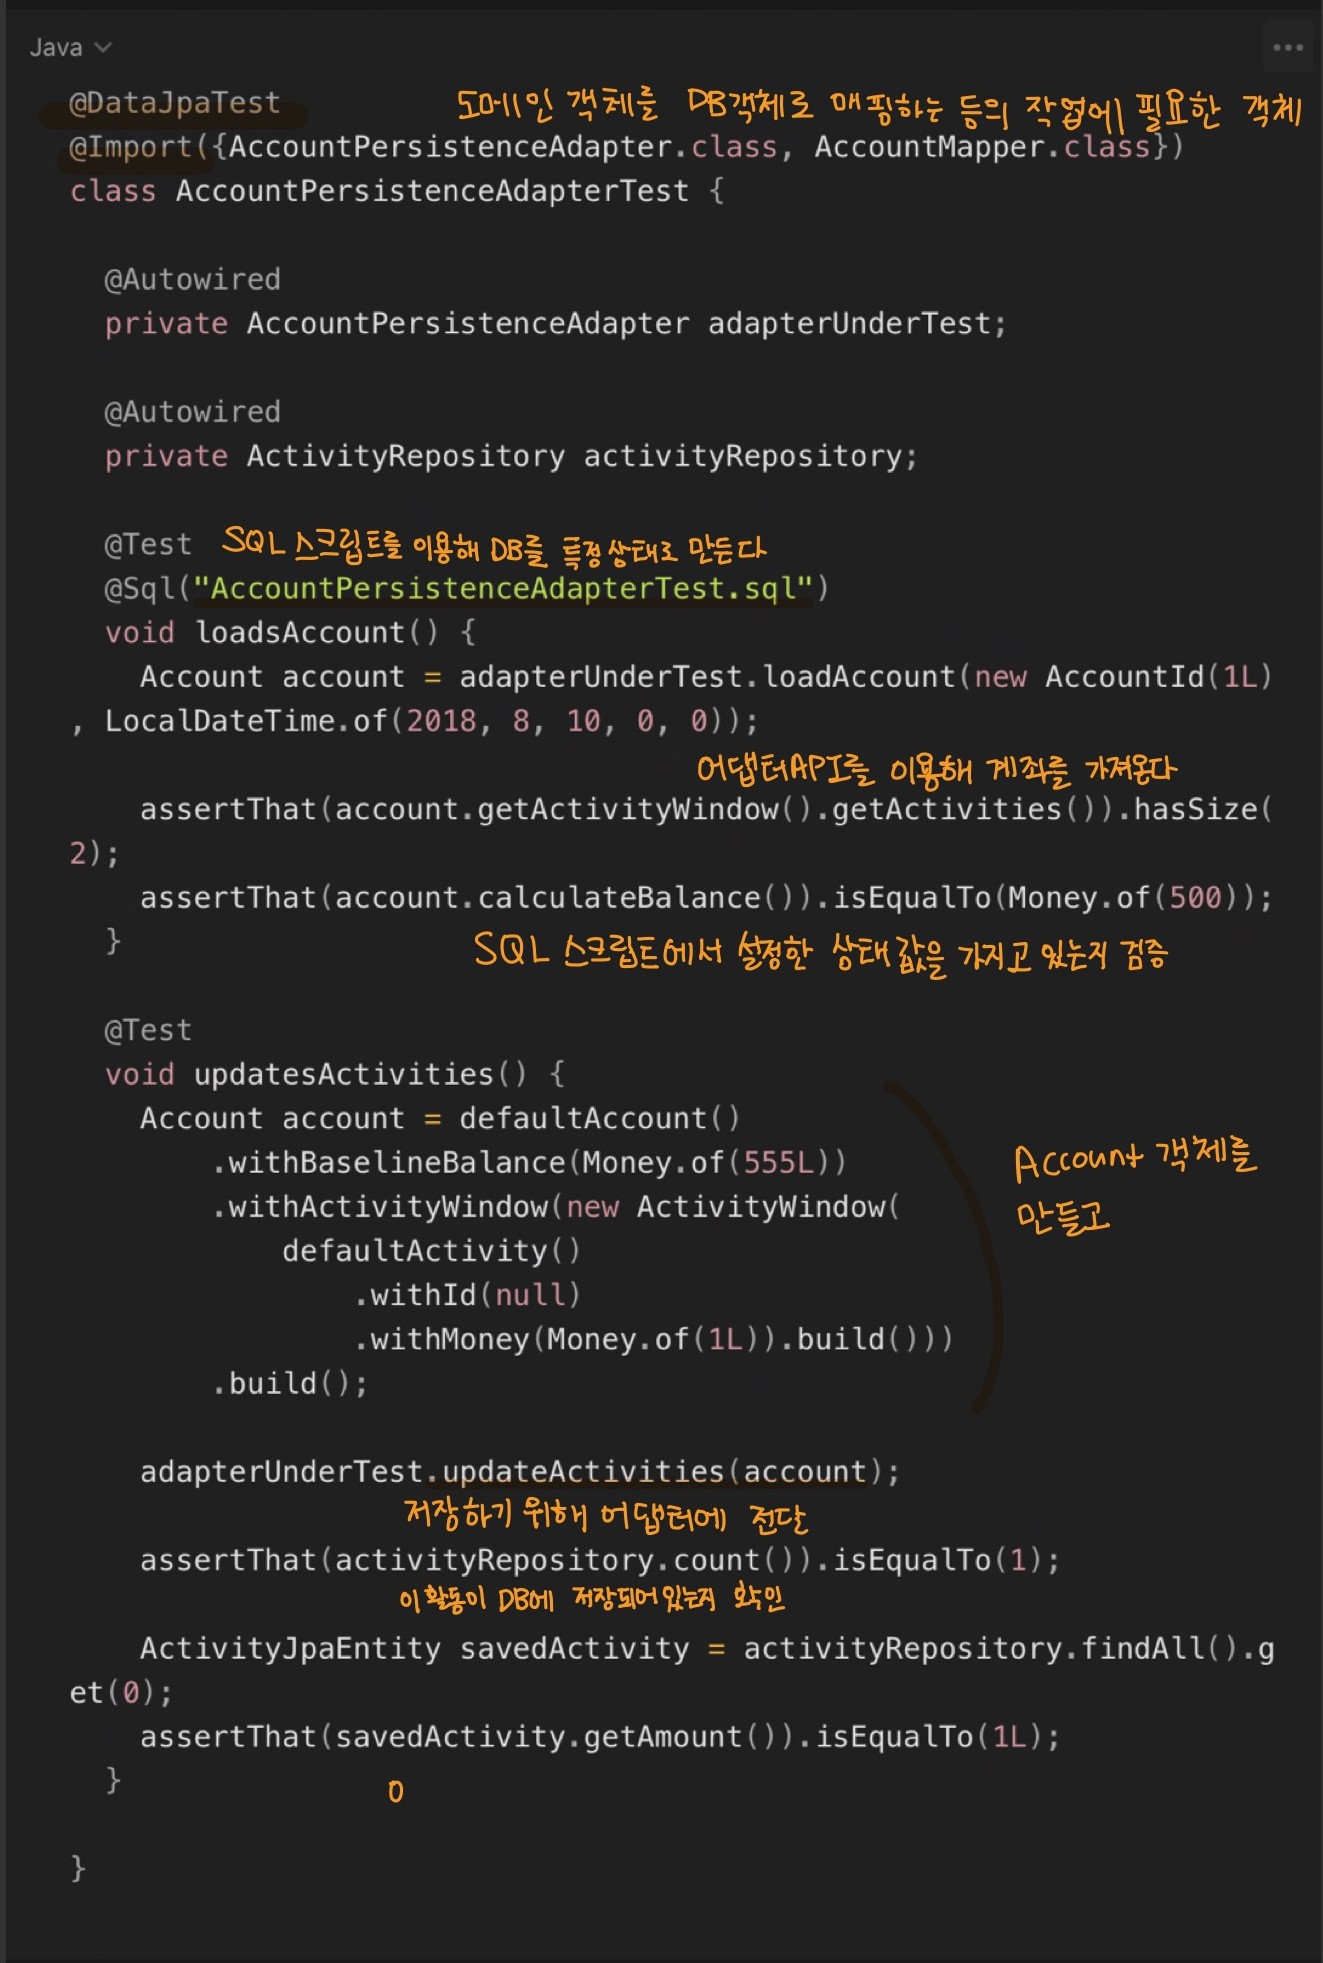 Java
@DataJpaTest
도메인 객체를 DB객체로 매핑하는 등의 작업에 필요한 객체
@Import({AccountPersistenceAdapter.class, AccountMapper.class})
class AccountPersistenceAdapterTest {
@Autowired
private AccountPersistenceAdapter adapterUnderTest;
@Autowired
private ActivityRepository activityRepository;
@Test SQL 스크립트를 이용해 DB를 특정상태로 만든다
@Sql("AccountPersistenceAdapterTest.sql")
void loadsAccount() {
Account account = adapterUnderTest.loadAccount(new AccountId(1L)
, LocalDateTime.of(2018, 8, 10, 0, 0));
어댑터API를 이용해 계좌를 가져온다
assertThat(account.getActivityWindow().getActivities()).hasSize(
2);
assertThat(account.calculateBalance()).isEqualTo(Money.of(500));
}
SQL 스크립트에서 설정한 상태값을 가지고 있는지 검증
@Test
void updatesActivities() {
Account account = defaultAccount()
.withBaselineBalance(Money.of(555L))
.withActivityWindow(new ActivityWindow(
defaultActivity()
.withId(null)
.withMoney(Money.of(1L)).build()))
.build();
Account 객체를
만들고
adapterUnderTest.updateActivities(account);
저장하기 위해 어댑터에 전달
assertThat(activityRepository.count()).isEqualTo(1);
이 활동이 DB에 저장되어있는지 확인
ActivityJpaEntity savedActivity = activityRepository.findAll().g
et(0);
assertThat(savedActivity.getAmount()).isEqualTo(1L);
}
0
}